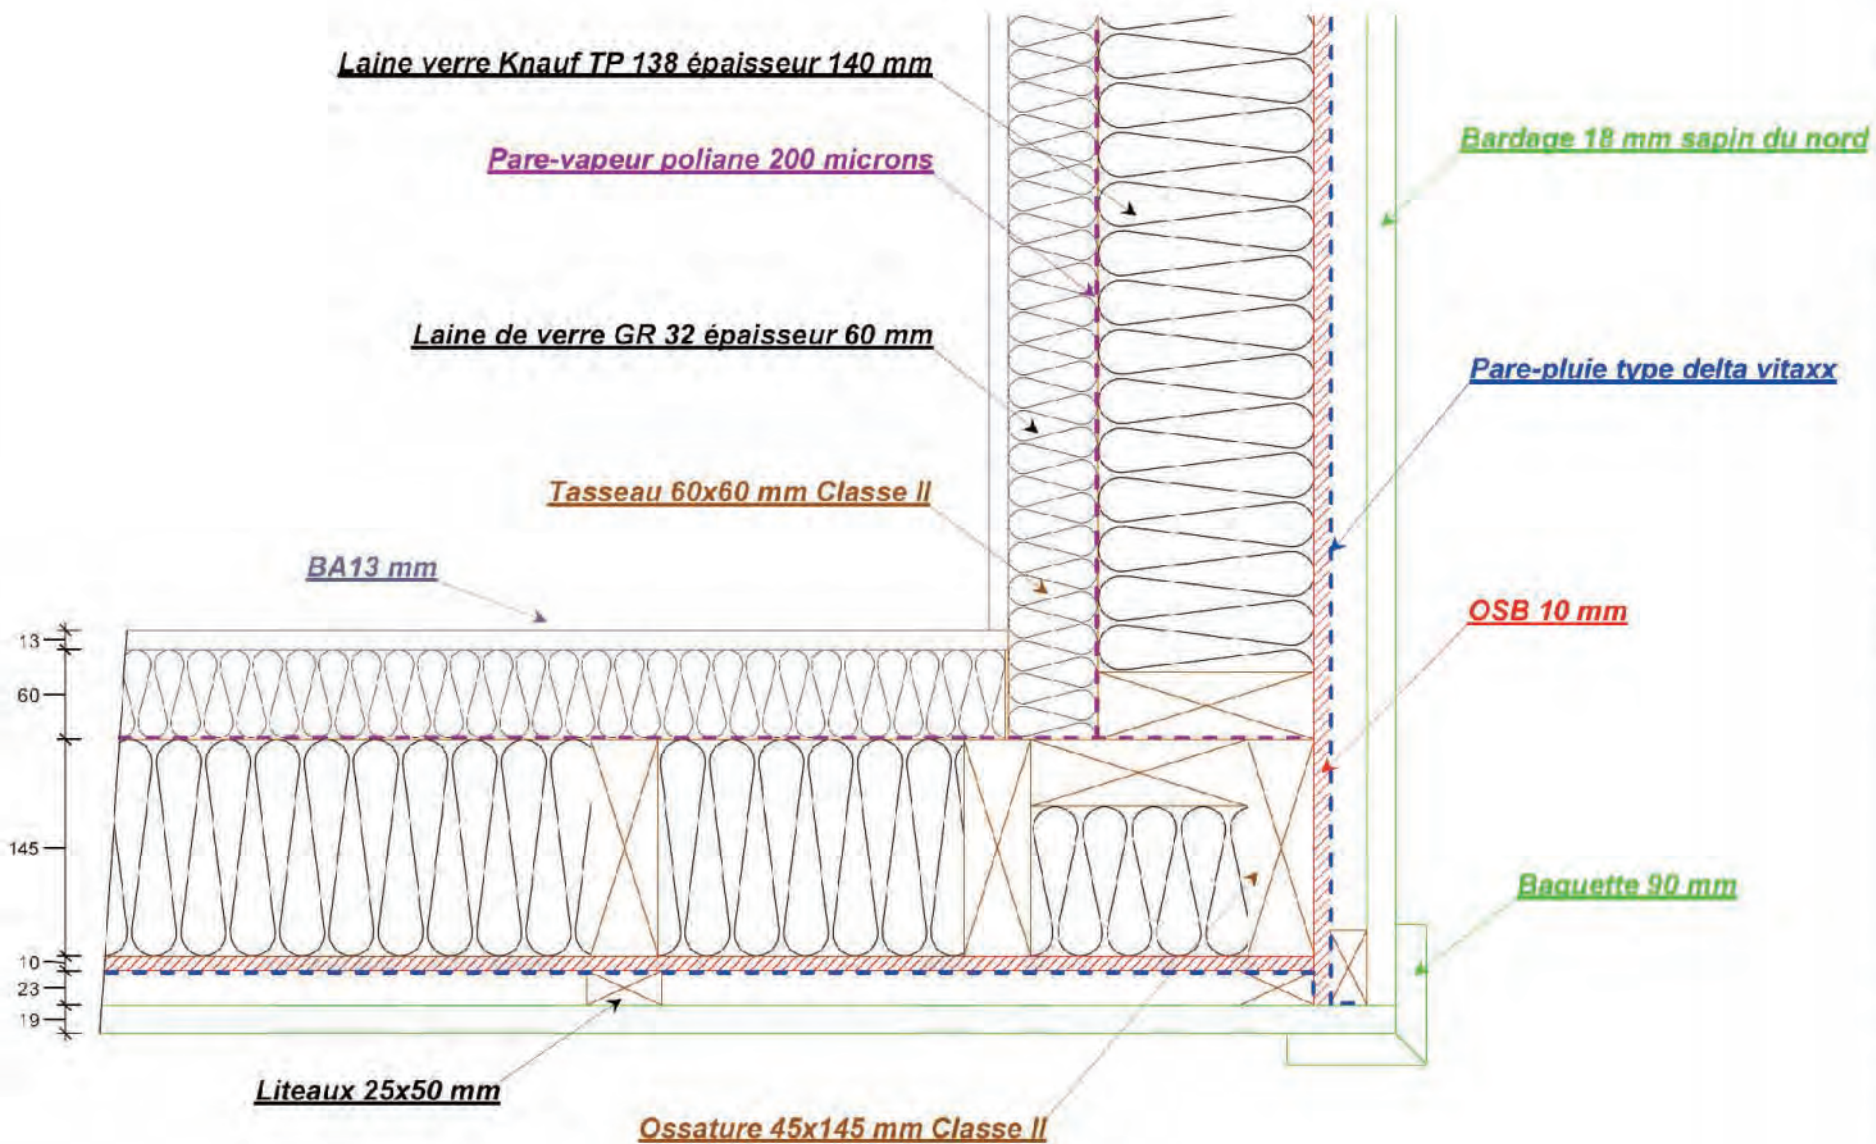 Laine verre Knauf TP 138 épaisseur 140 mm
Bardage 18 mm sapin du nord
Pare-vapeur poliane 200 microns
Laine de verre GR 32 épaisseur 60 mm
Pare-pluie type delta vitaxx
Tasseau 60x60 mm Classe II
BA13 mm
OSB 10 mm
13
60
145
Baguette 90 mm
10
23
19
Liteaux 25x50 mm
Ossature 45x145 mm Classe II